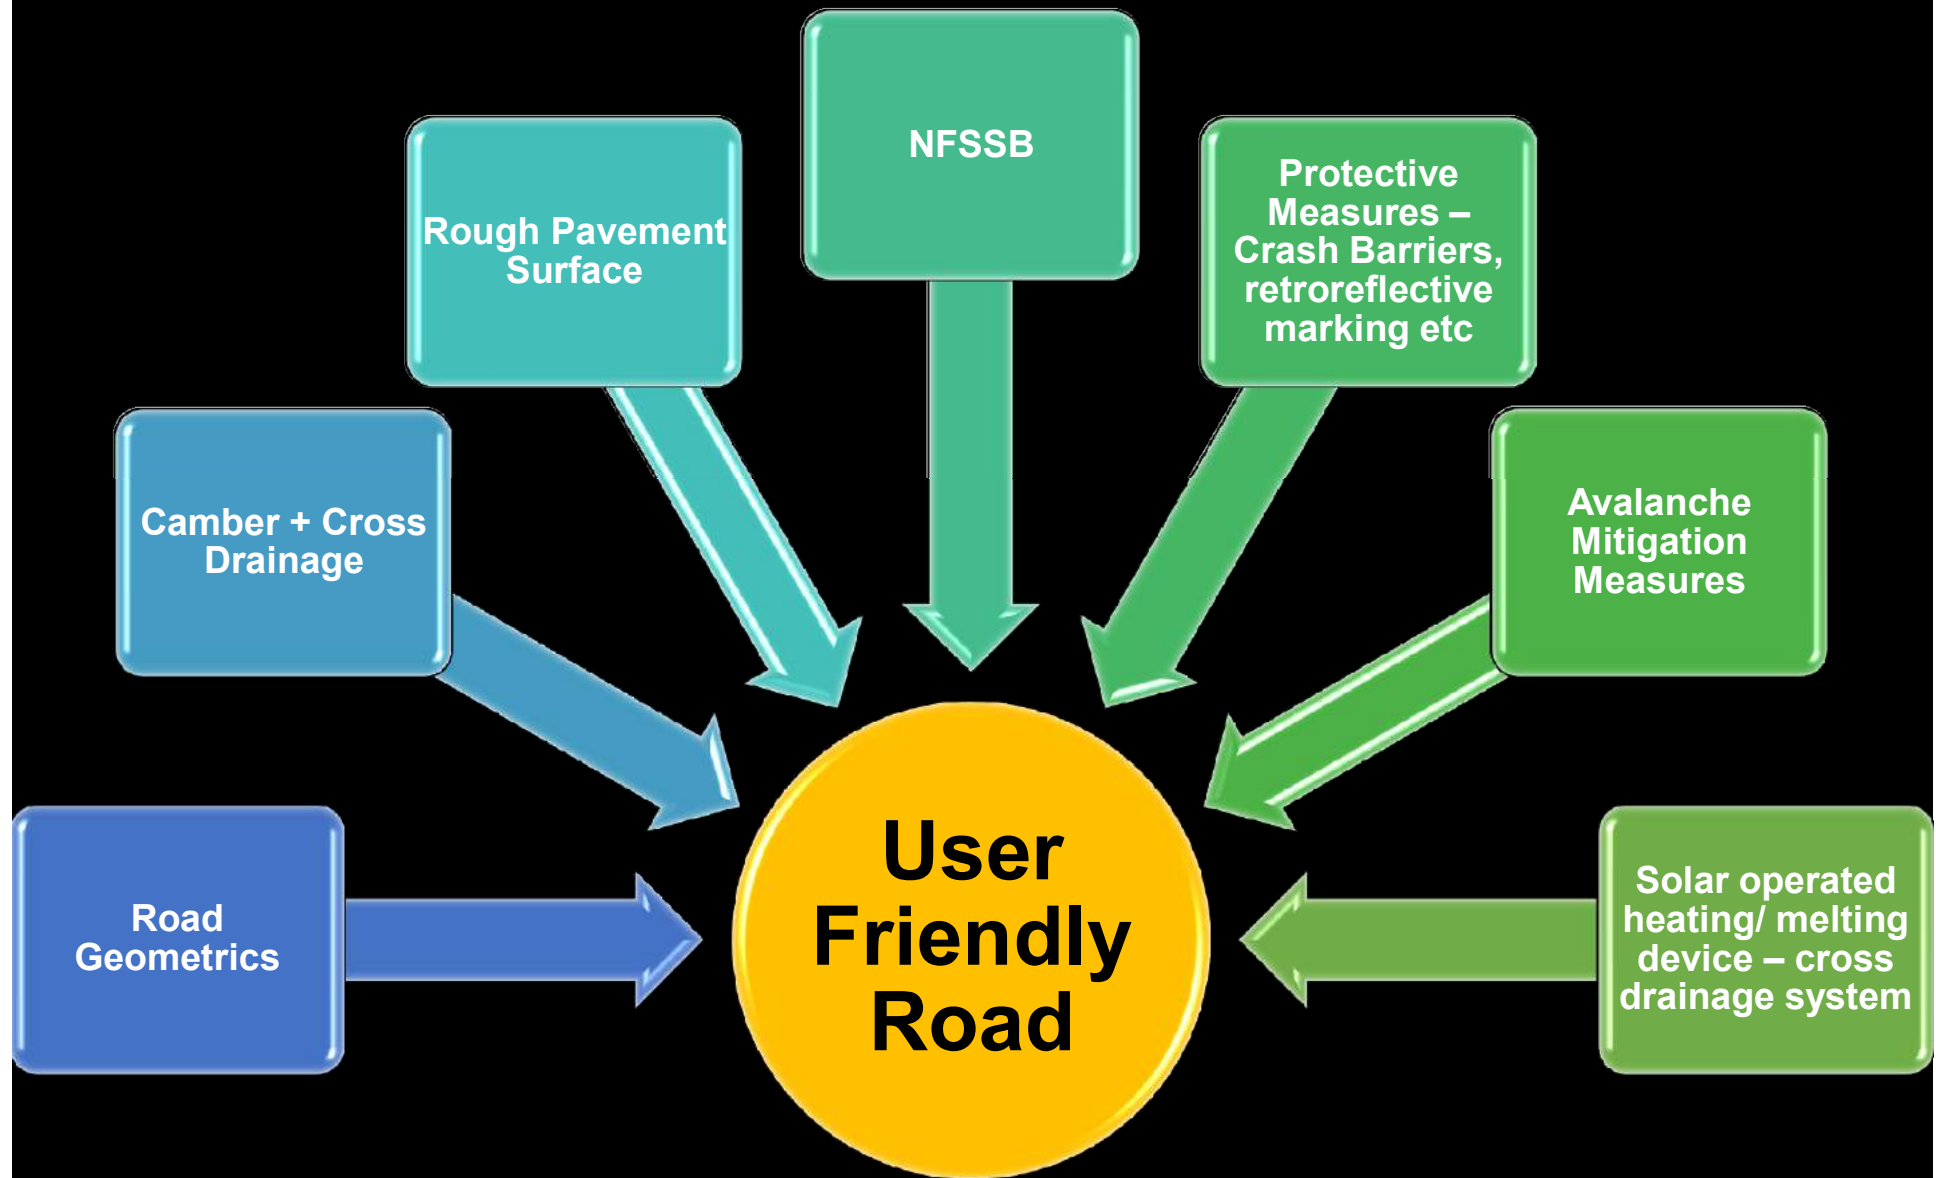 NFSSB
Rough Pavement
Surface
Protective
Measures –
Crash Barriers,
retroreflective
marking etc
Camber + Cross
Drainage
Avalanche
Mitigation
Measures
Road
Geometrics
User
Friendly
Road
Solar operated
heating/ melting
device – cross
drainage system